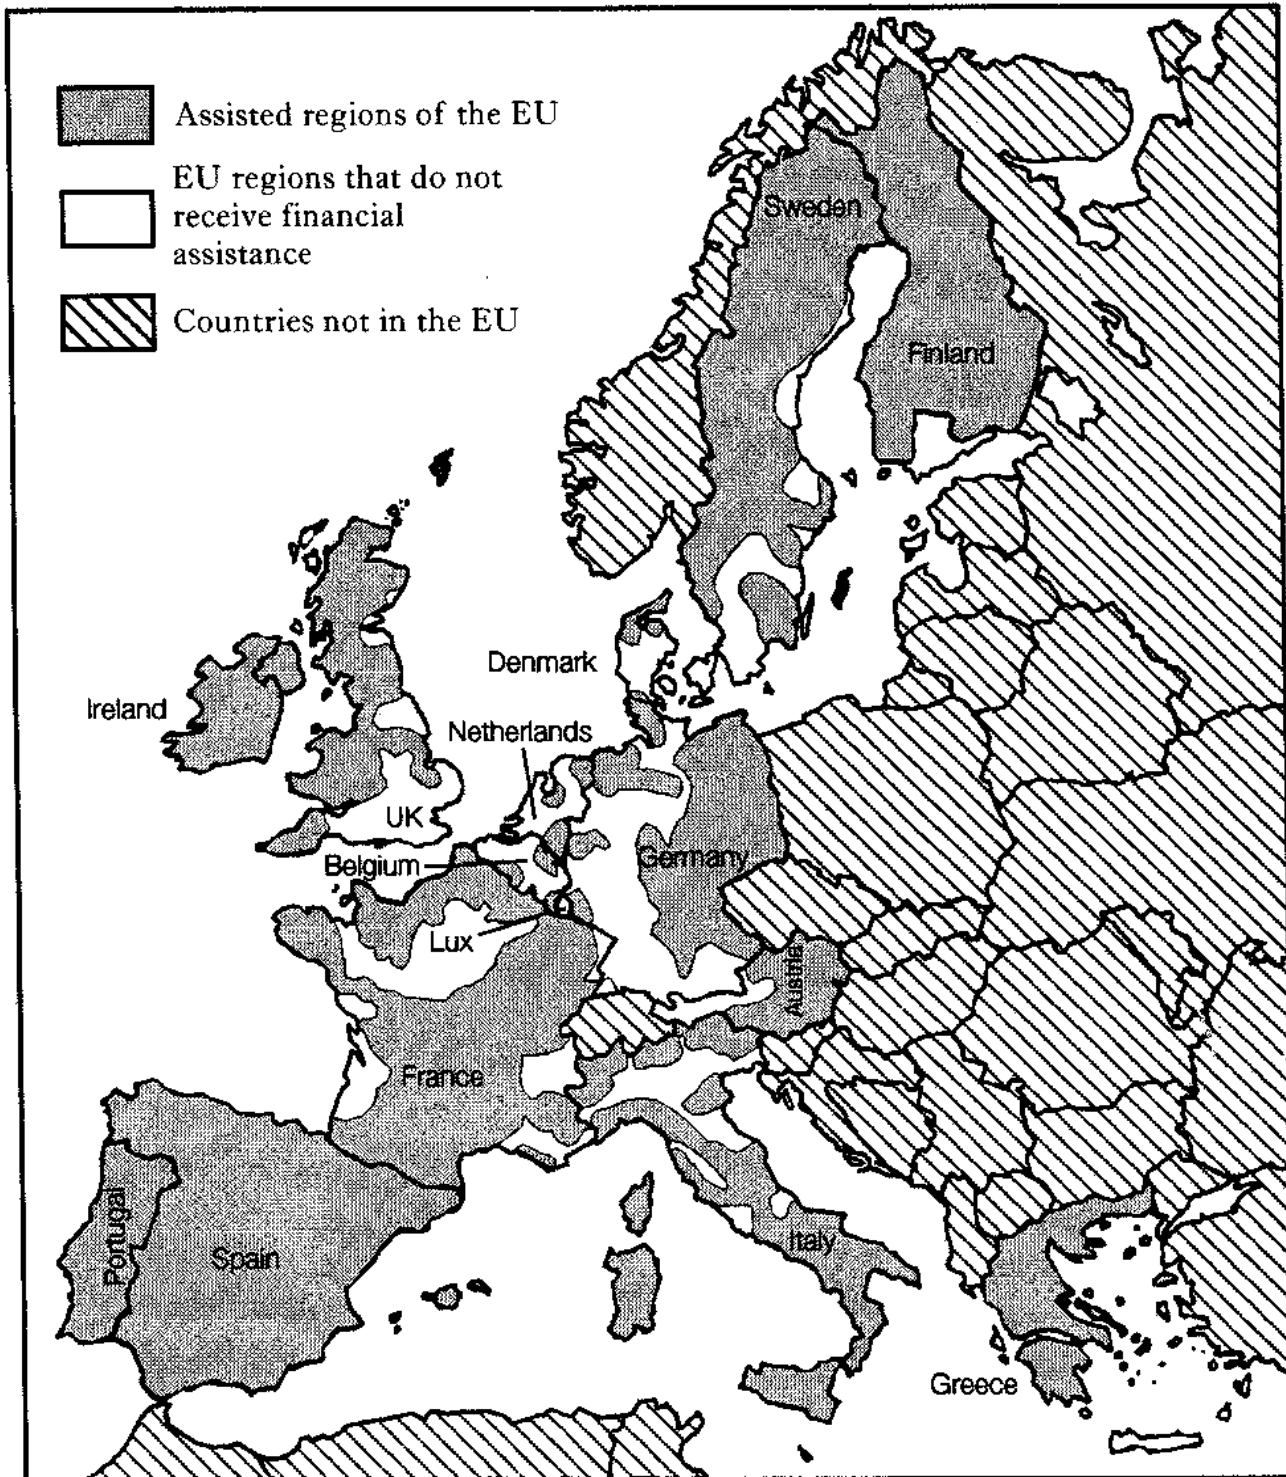 Assisted regions of the EU
EU regions that do not
receive financial
assistance
Countries not in the EU
Sweden
Finland
Denmark
Ireland
Netherlands
UK
Belgium
Germany
Lux
Austria
France
Portugal
Spain
Italy
Greece